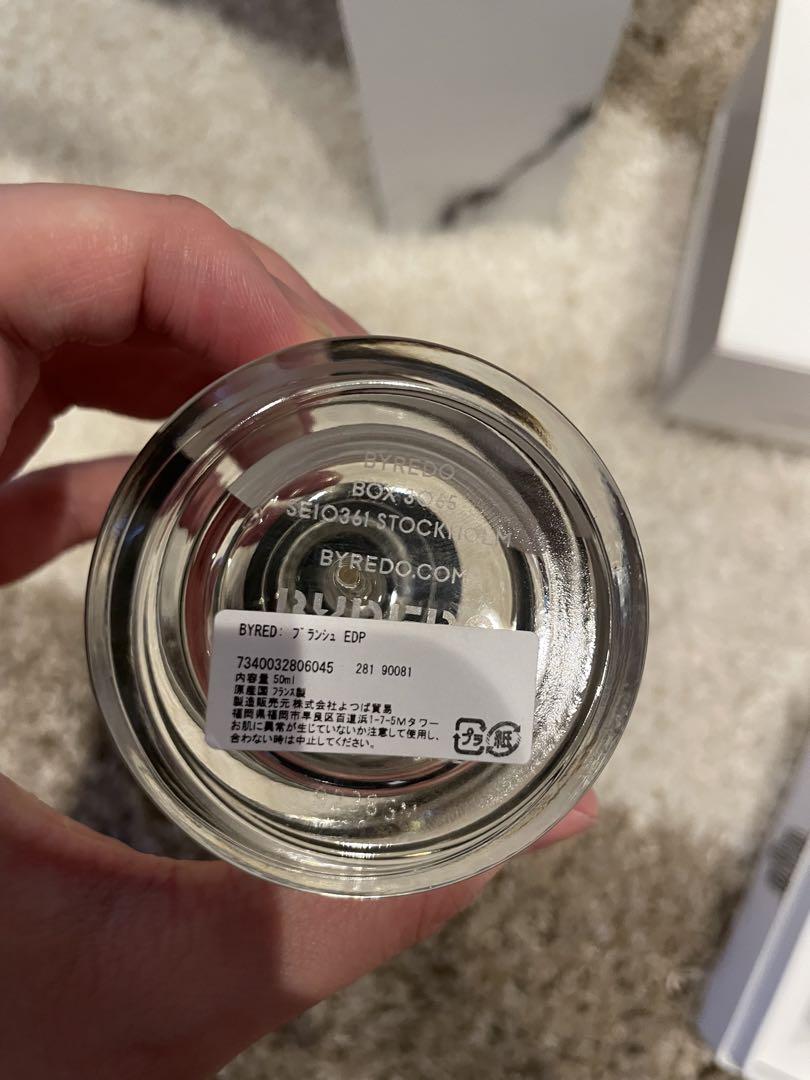 BYREDO
BOX 3065
SE10361 STOCKHOLM
BYREDO.COM
BYRED: ブランシュ EDP
7340032806045 281 90081
内容量 50ml
原産国 フランス製
製造販売元 株式会社よつば貿易
福岡県福岡市早良区百道浜1-7-5Mタワー
お肌に異常が生じていないか注意して使用し、
合わない時は中止してください。
プラ 紙